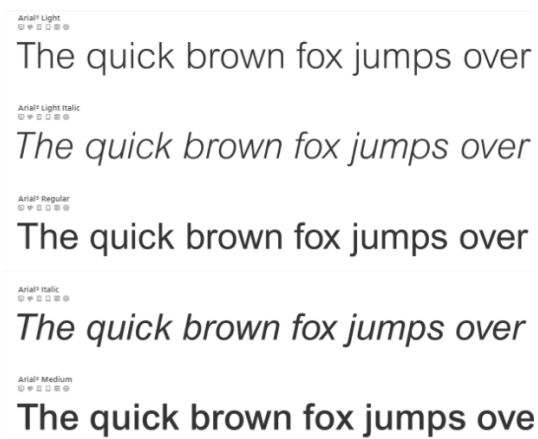 Arial® Light
The quick brown fox jumps over
Arial® Light Italic
The quick brown fox jumps over
Arial® Regular
The quick brown fox jumps over
Arial® Italic
The quick brown fox jumps over
Arial® Medium
The quick brown fox jumps ove